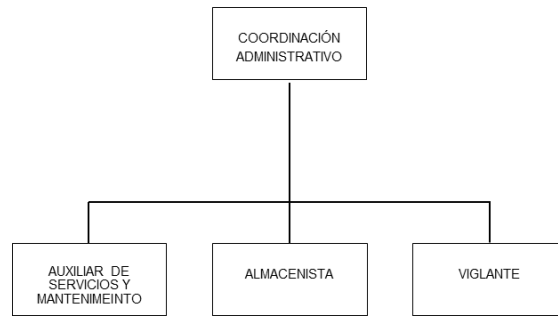 COORDINACIÓN
ADMINISTRATIVO
AUXILIAR DE
SERVICIOS Y
MANTENIMEINTO
ALMACENISTA
VIGLANTE